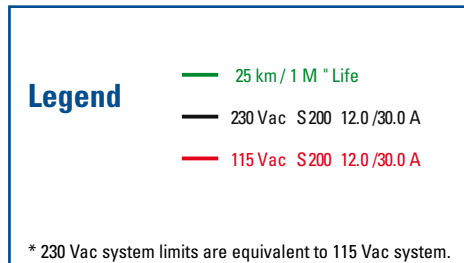 Legend
25 km / 1 M " Life
230 Vac S200 12.0 /30.0 A
115 Vac S200 12.0 /30.0 A
* 230 Vac system limits are equivalent to 115 Vac system.